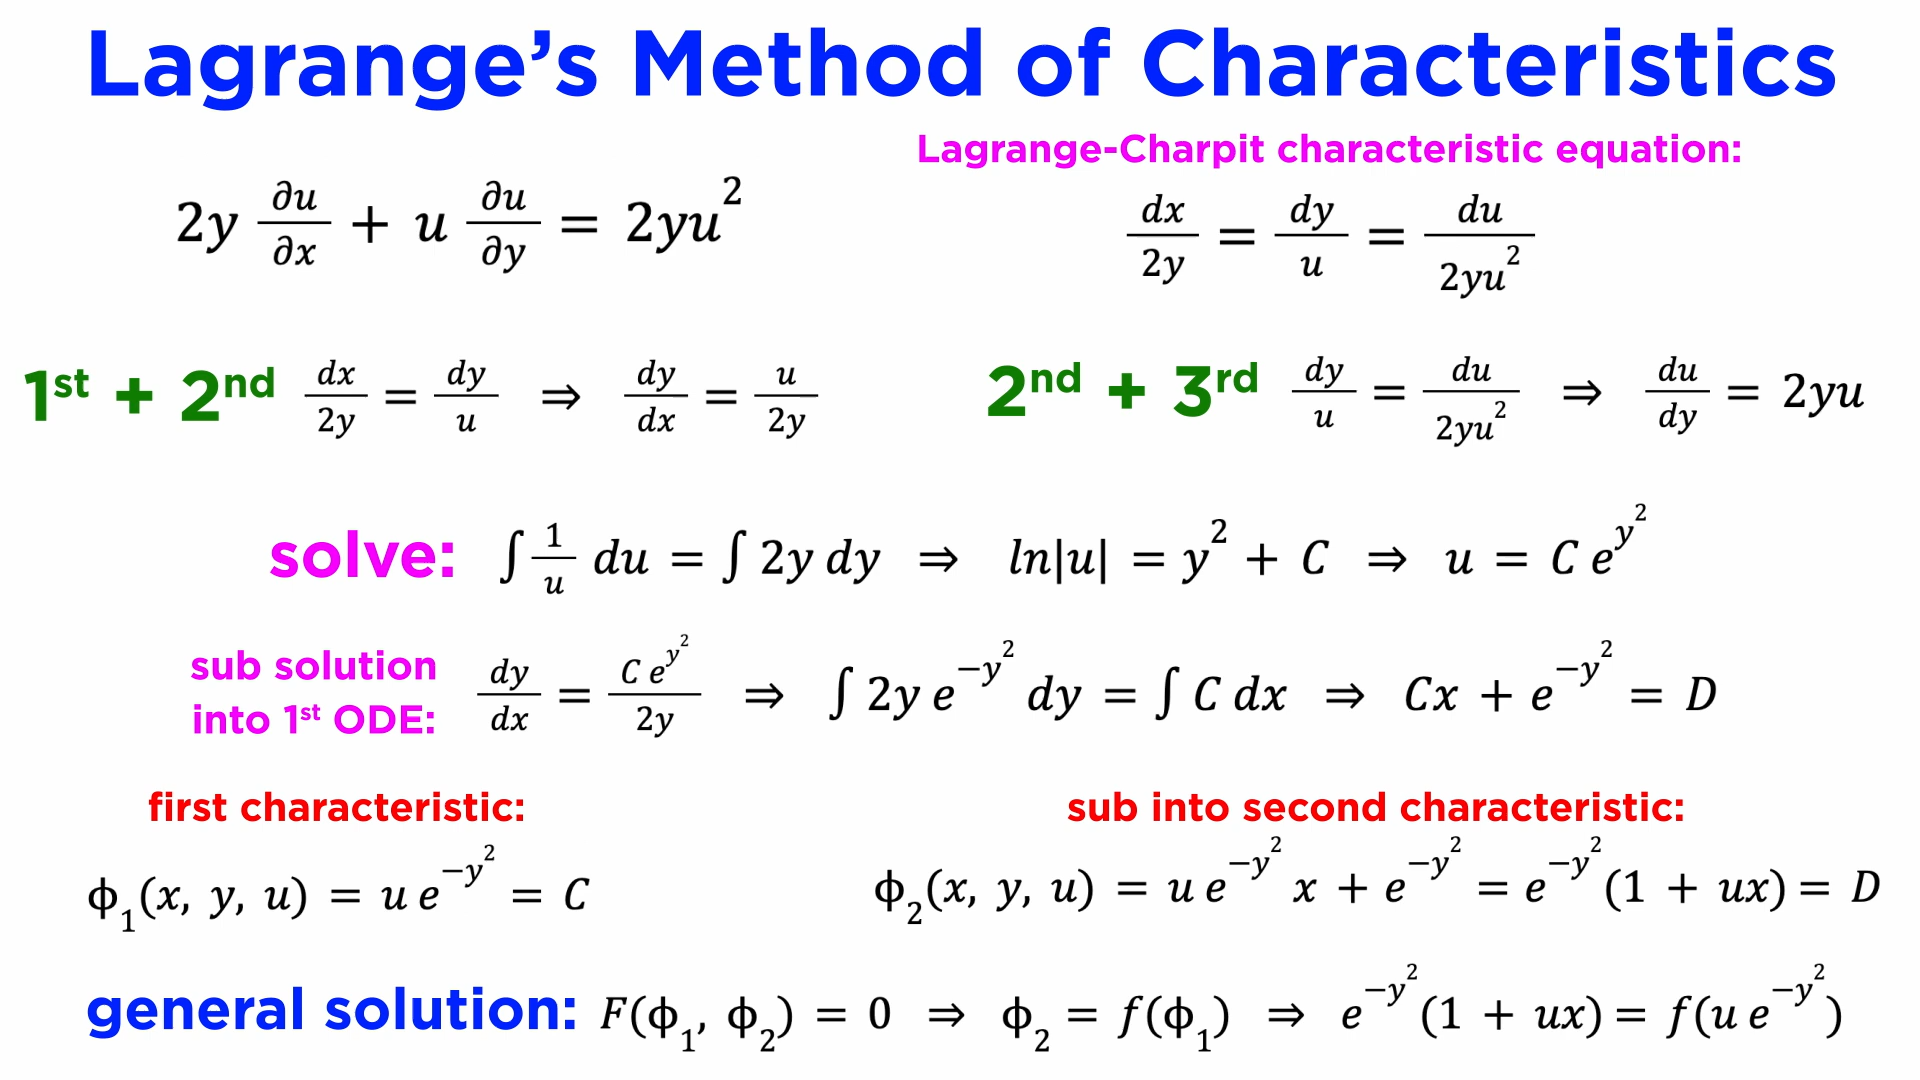 Lagrange's Method of Characteristics
Lagrange-Charpit characteristic equation:
2y ∂u/∂x + u ∂u/∂y = 2yu²
dx/2y = dy/u = du/2yu²
1st + 2nd dx/2y = dy/u ⇒ dy/dx = u/2y
2nd + 3rd dy/u = du/2yu² ⇒ du/dy = 2yu
solve: ∫ 1/u du = ∫ 2y dy ⇒ ln|u| = y² + C ⇒ u = C e^{y²}
sub solution
into 1st ODE:
dy/dx = C e^{y²}/2y ⇒ ∫ 2y e^{−y²} dy = ∫ C dx ⇒ Cx + e^{−y²} = D
first characteristic:
ϕ₁(x, y, u) = u e^{−y²} = C
sub into second characteristic:
ϕ₂(x, y, u) = u e^{−y²} x + e^{−y²} = e^{−y²}(1 + ux) = D
general solution: F(ϕ₁, ϕ₂) = 0 ⇒ ϕ₂ = f(ϕ₁) ⇒ e^{−y²}(1 + ux) = f(u e^{−y²})